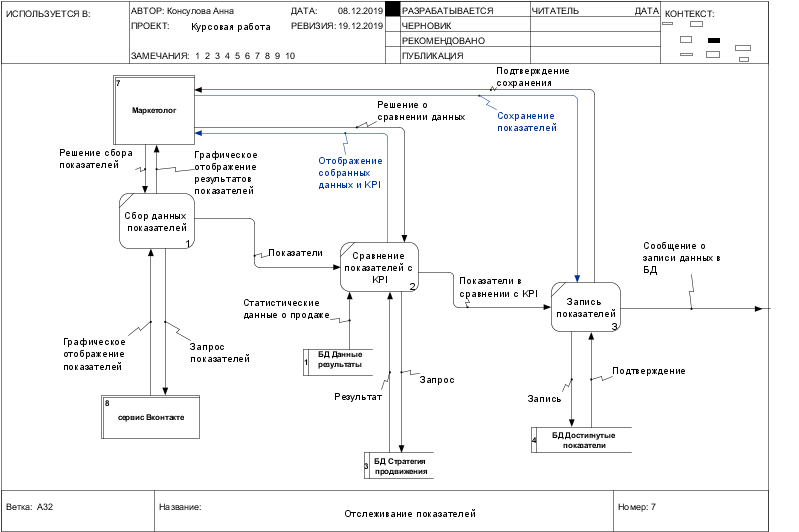 ИСПОЛЬЗУЕТСЯ В:
АВТОР: Консулова Анна
ДАТА: 08.12.2019
РАЗРАБАТЫВАЕТСЯ
ЧИТАТЕЛЬ
ДАТА
КОНТЕКСТ:
ПРОЕКТ: Курсовая работа
РЕВИЗИЯ: 19.12.2019
ЧЕРНОВИК
РЕКОМЕНДОВАНО
ЗАМЕЧАНИЯ: 1 2 3 4 5 6 7 8 9 10
ПУБЛИКАЦИЯ
7
Маркетолог
Подтверждение
сохранения
Решение о
сравнении данных
Сохранение
показателей
Решение сбора
показателей
Графическое
отображение
результатов
показателей
Отображение
собранных
данных и KPI
Сбор данных
показателей
1
Показатели
Сравнение
показателей с
KPI
2
Сообщение о
записи данных в
БД
Показатели в
сравнении с KPI
Запись
показателей
3
Статистические
данные о продаже
Графическое
отображение
показателей
Запрос
показателей
1
БД Данные
результаты
Результат
Запрос
Запись
Подтверждение
8
сервис Вконтакте
4
БД Достигнутые
показатели
3
БД Стратегия
продвижения
Ветка: A32
Название:
Отслеживание показателей
Номер: 7